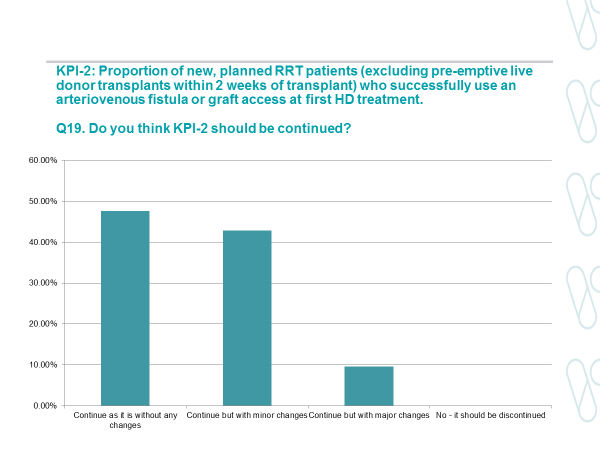 KPI-2: Proportion of new, planned RRT patients (excluding pre-emptive live
donor transplants within 2 weeks of transplant) who successfully use an
arteriovenous fistula or graft access at first HD treatment.
Q19. Do you think KPI-2 should be continued?
60.00%
50.00%
40.00%
30.00%
20.00%
10.00%
0.00%
Continue as it is without any
changes
Continue but with minor changes
Continue but with major changes
No - it should be discontinued